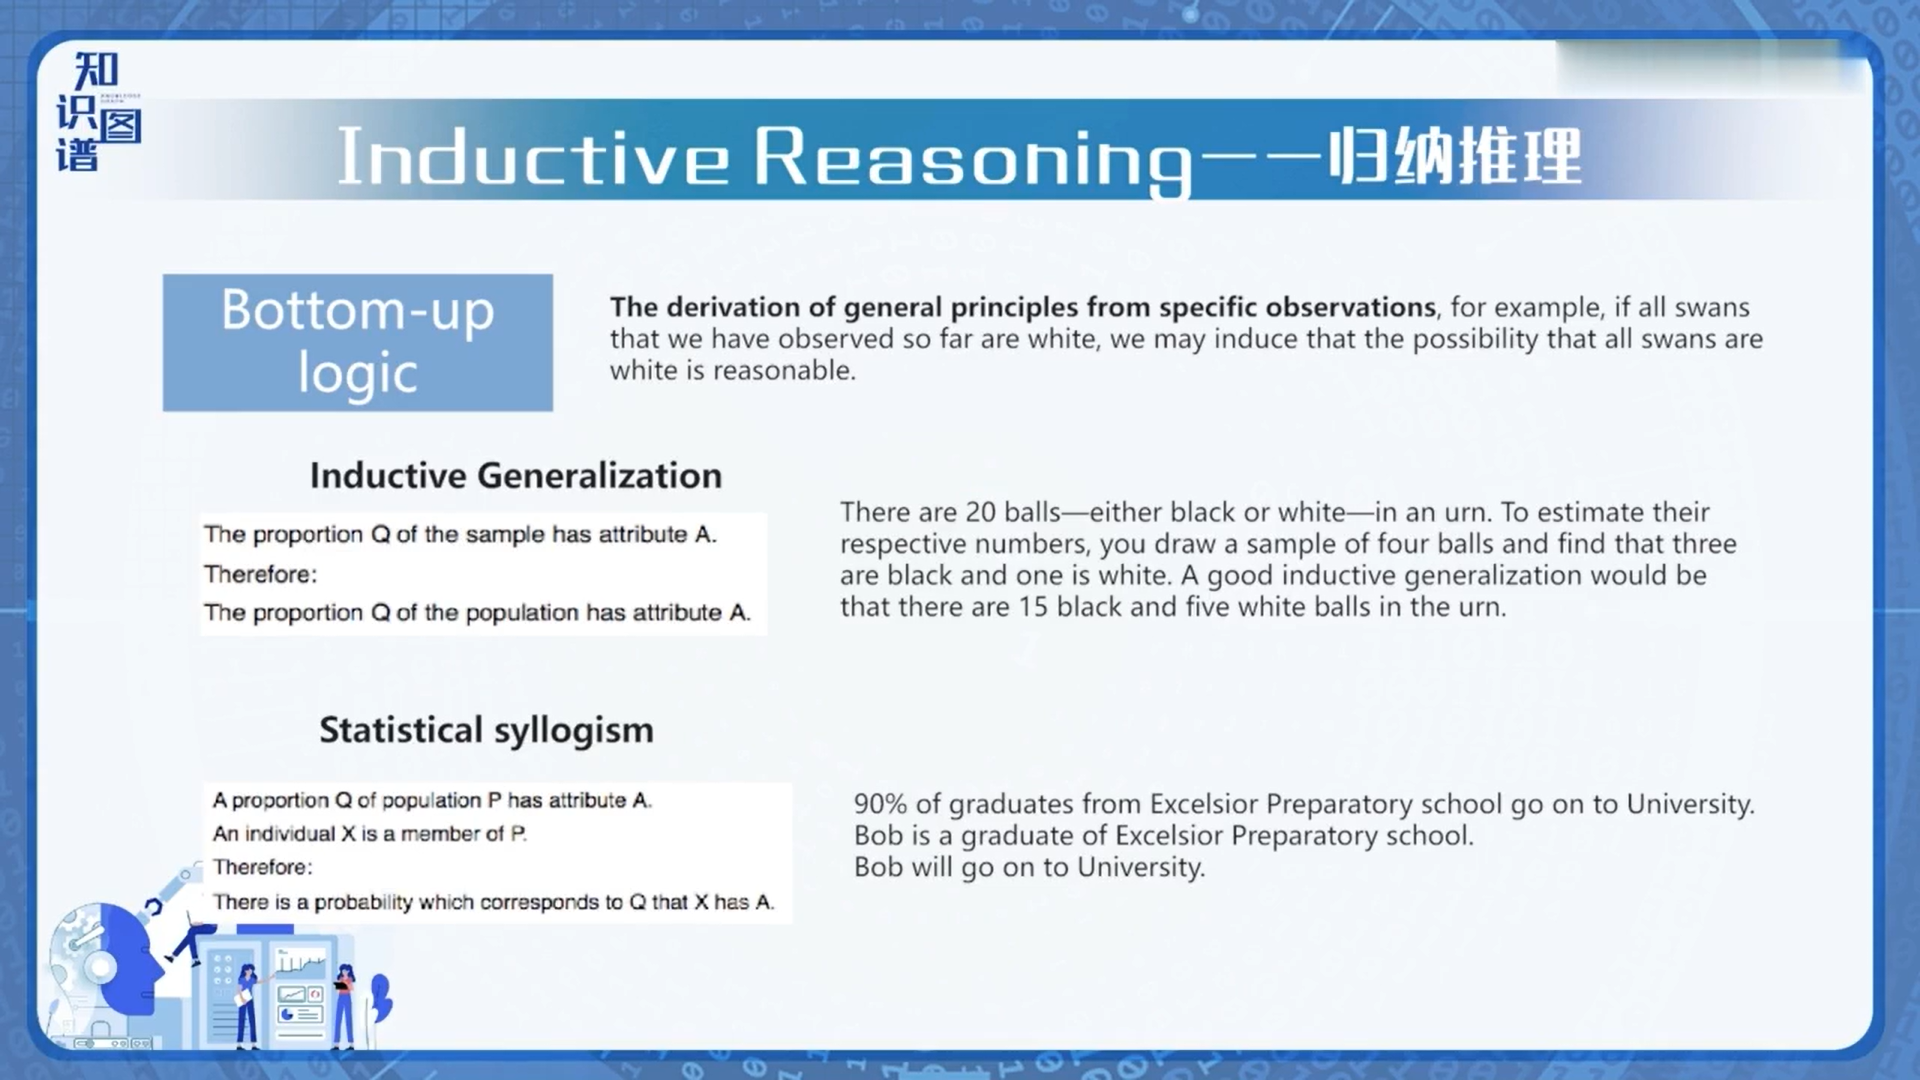 知
识图
谱
Inductive Reasoning——归纳推理
Bottom-up
logic
The derivation of general principles from specific observations, for example, if all swans
that we have observed so far are white, we may induce that the possibility that all swans are
white is reasonable.
Inductive Generalization
The proportion Q of the sample has attribute A.
Therefore:
The proportion Q of the population has attribute A.
There are 20 balls—either black or white—in an urn. To estimate their
respective numbers, you draw a sample of four balls and find that three
are black and one is white. A good inductive generalization would be
that there are 15 black and five white balls in the urn.
Statistical syllogism
A proportion Q of population P has attribute A.
An individual X is a member of P.
Therefore:
There is a probability which corresponds to Q that X has A.
90% of graduates from Excelsior Preparatory school go on to University.
Bob is a graduate of Excelsior Preparatory school.
Bob will go on to University.